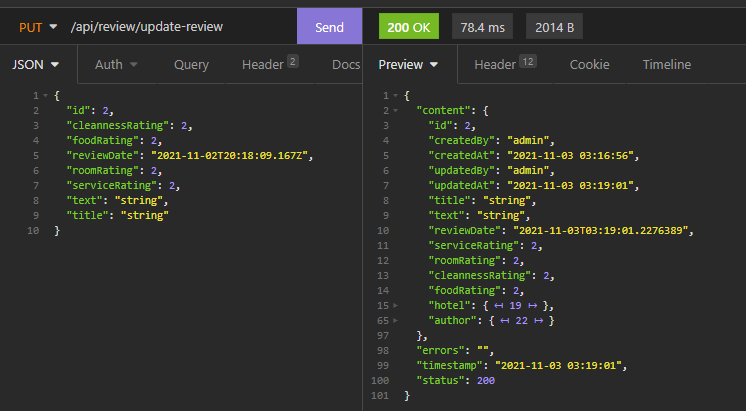 PUT /api/review/update-review Send 200 OK 78.4 ms 2014 B
JSON Auth Query Header 2 Docs
1 {
2 "id": 2,
3 "cleannessRating": 2,
4 "foodRating": 2,
5 "reviewDate": "2021-11-02T20:18:09.167Z",
6 "roomRating": 2,
7 "serviceRating": 2,
8 "text": "string",
9 "title": "string"
10 }
Preview Header 12 Cookie Timeline
1 {
2 "content": {
3 "id": 2,
4 "createdBy": "admin",
5 "createdAt": "2021-11-03 03:16:56",
6 "updatedBy": "admin",
7 "updatedAt": "2021-11-03 03:19:01",
8 "title": "string",
9 "text": "string",
10 "reviewDate": "2021-11-03T03:19:01.2276389",
11 "serviceRating": 2,
12 "roomRating": 2,
13 "cleannessRating": 2,
14 "foodRating": 2,
15 "hotel": { ↤ 19 ↦ },
65 "author": { ↤ 22 ↦ }
97 },
98 "errors": "",
99 "timestamp": "2021-11-03 03:19:01",
100 "status": 200
101 }